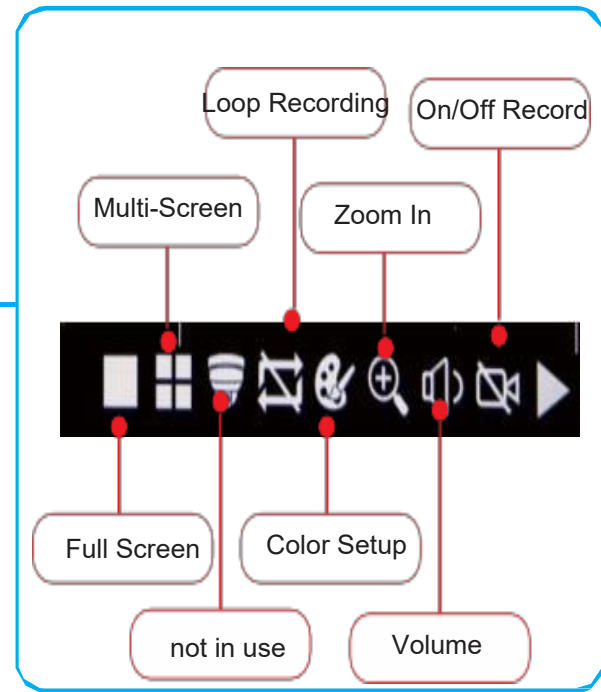 Loop Recording
On/Off Record
Multi-Screen
Zoom In
Full Screen
Color Setup
not in use
Volume